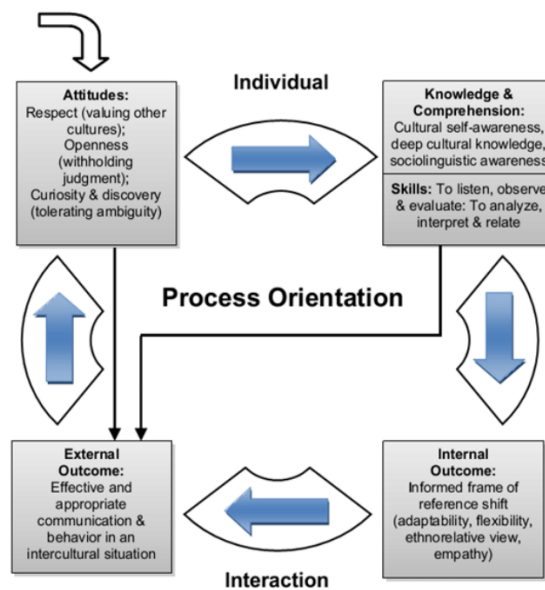 Individual
Attitudes:
Respect (valuing other
cultures);
Openness
(withholding
judgment);
Curiosity & discovery
(tolerating ambiguity)
Knowledge &
Comprehension:
Cultural self-awareness,
deep cultural knowledge,
sociolinguistic awareness
Skills: To listen, observe
& evaluate: To analyze,
interpret & relate
Process Orientation
External
Outcome:
Effective and
appropriate
communication &
behavior in an
intercultural situation
Internal
Outcome:
Informed frame of
reference shift
(adaptability, flexibility,
ethnorelative view,
empathy)
Interaction